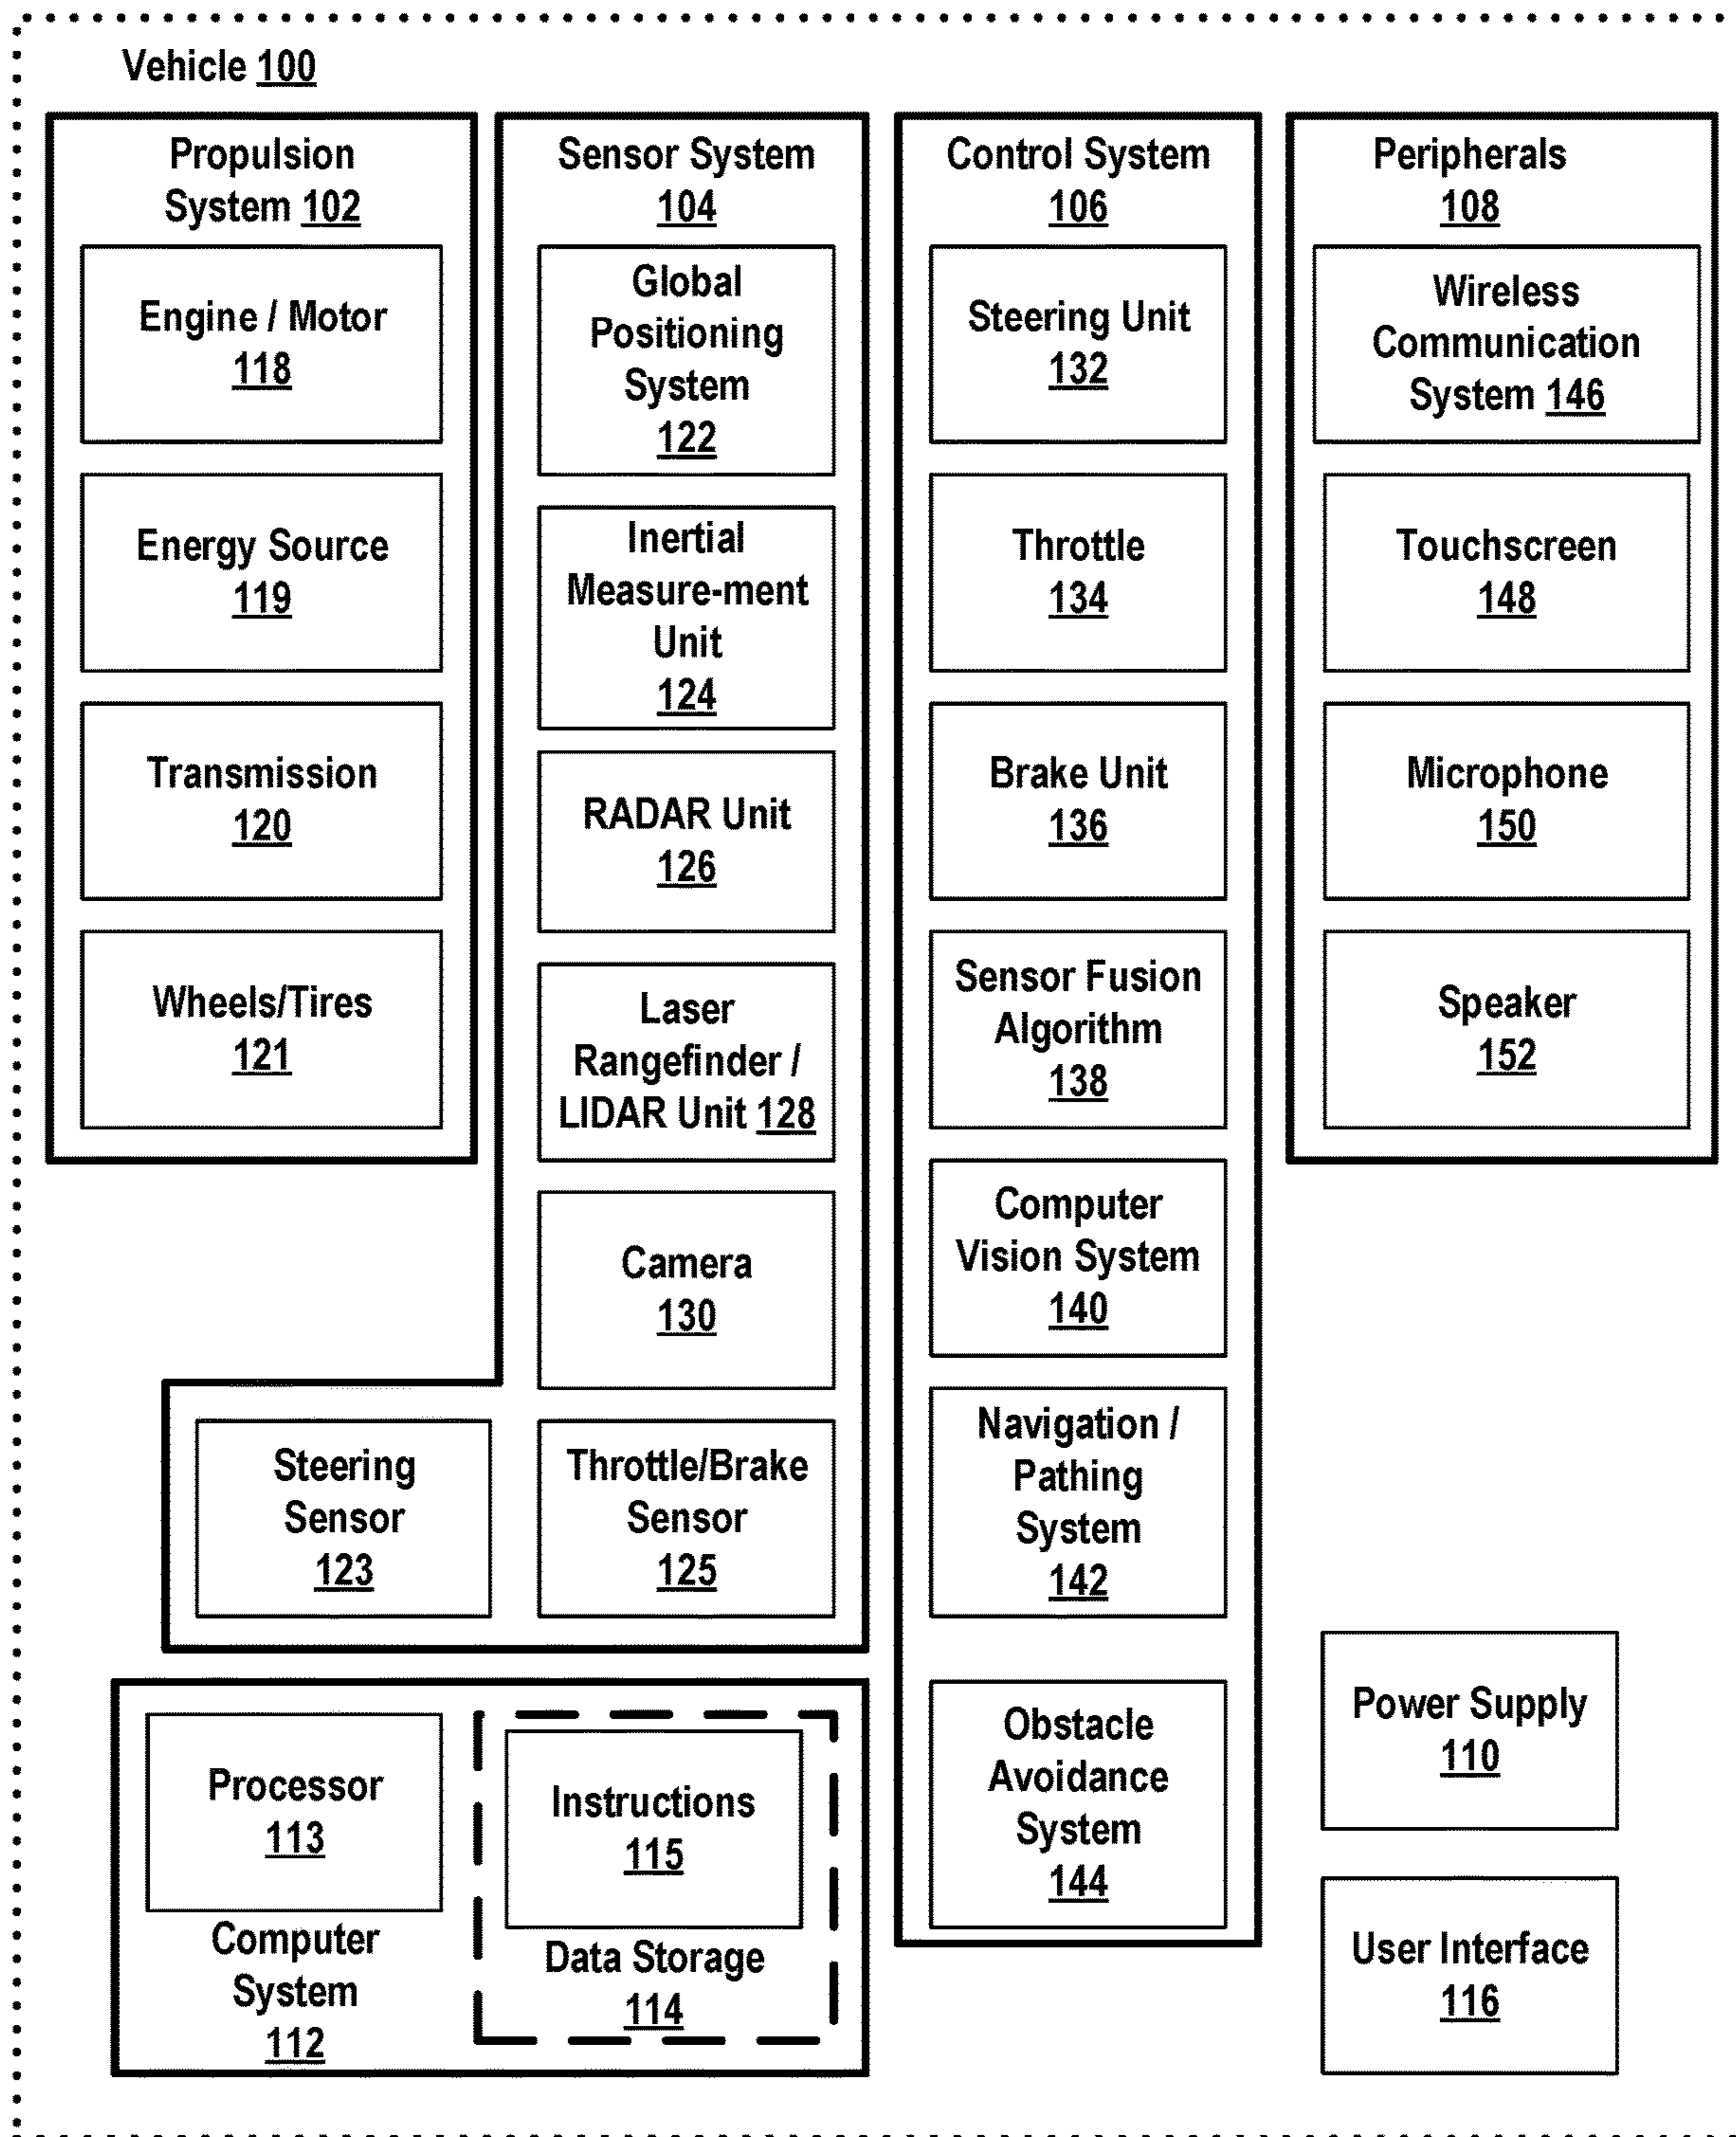 Vehicle 100
Propulsion
System 102
Engine / Motor
118
Energy Source
119
Transmission
120
Wheels/Tires
121
Sensor System
104
Global
Positioning
System
122
Inertial
Measure-ment
Unit
124
RADAR Unit
126
Laser
Rangefinder /
LIDAR Unit 128
Camera
130
Steering
Sensor
123
Throttle/Brake
Sensor
125
Control System
106
Steering Unit
132
Throttle
134
Brake Unit
136
Sensor Fusion
Algorithm
138
Computer
Vision System
140
Navigation /
Pathing
System
142
Obstacle
Avoidance
System
144
Peripherals
108
Wireless
Communication
System 146
Touchscreen
148
Microphone
150
Speaker
152
Processor
113
Computer
System
112
Instructions
115
Data Storage
114
Power Supply
110
User Interface
116